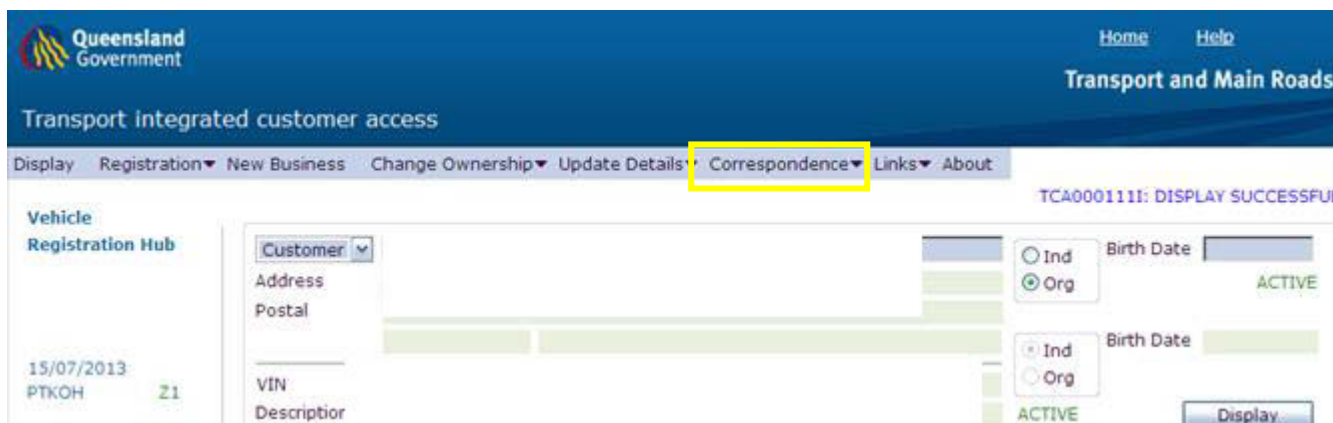 Queensland
Government
Home Help
Transport and Main Roads
Transport integrated customer access
Display Registration New Business Change Ownership Update Details Correspondence Links About
TCA000111I: DISPLAY SUCCESSFUL
Vehicle
Registration Hub
Customer Ind Birth Date
Address Org ACTIVE
Postal
Ind Birth Date
15/07/2013
PTKOH Z1 VIN Org
Description ACTIVE Display